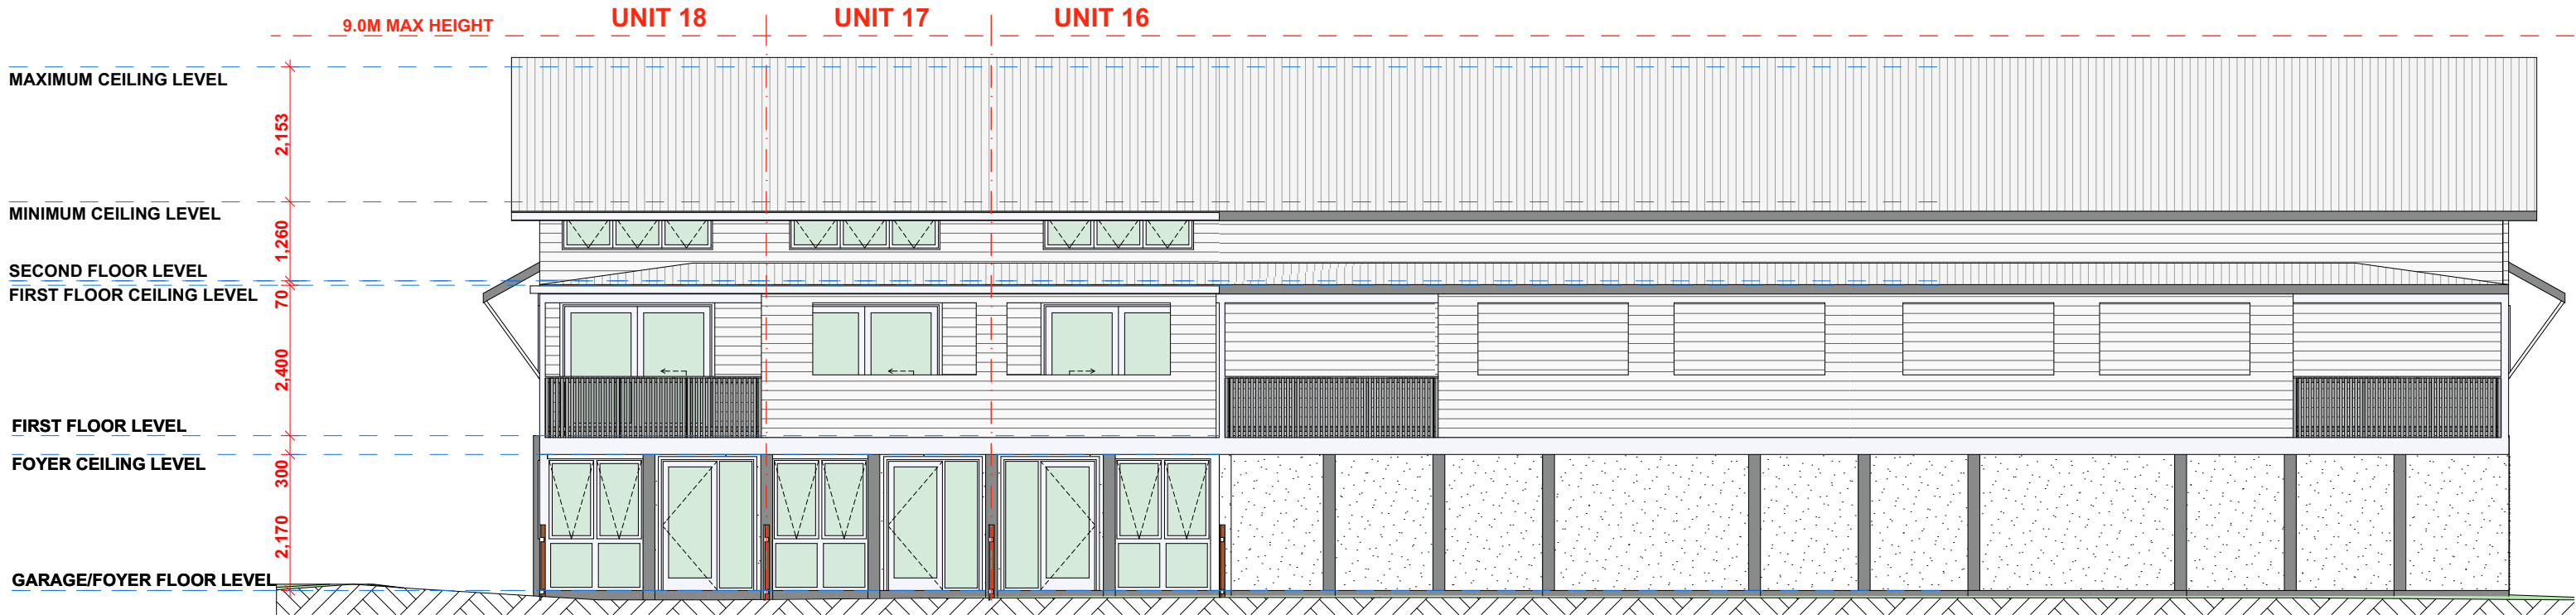 UNIT 18
UNIT 17
UNIT 16
9.0M MAX HEIGHT
MAXIMUM CEILING LEVEL
2,153
MINIMUM CEILING LEVEL
1,260
SECOND FLOOR LEVEL
FIRST FLOOR CEILING LEVEL
70
2,400
FIRST FLOOR LEVEL
FOYER CEILING LEVEL
300
2,170
GARAGE/FOYER FLOOR LEVEL